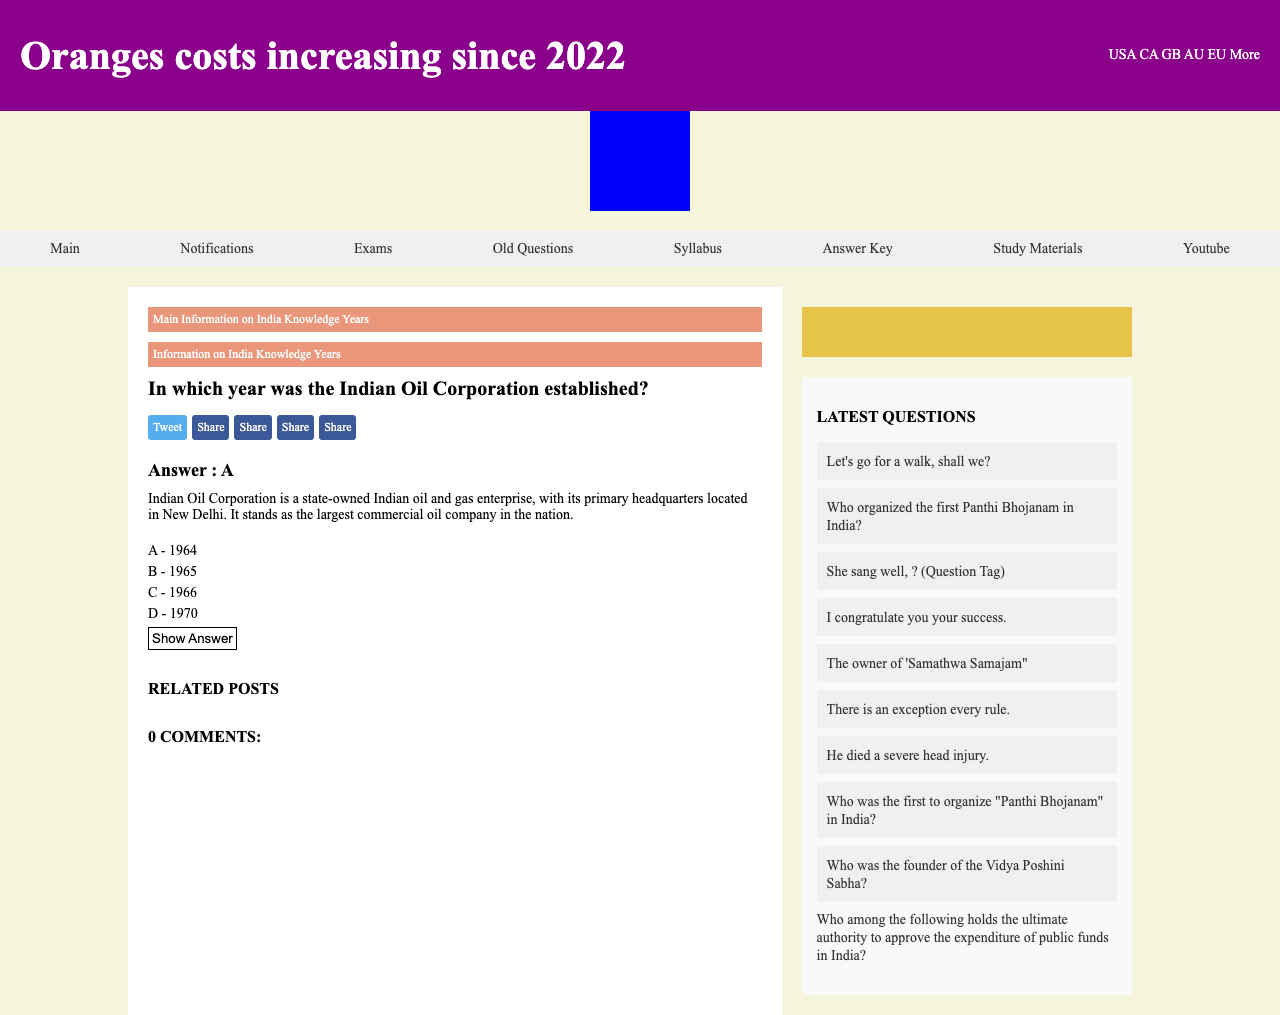 Oranges costs increasing since 2022
USA CA GB AU EU More
Main Notifications Exams Old Questions Syllabus Answer Key Study Materials Youtube
Main Information on India Knowledge Years
Information on India Knowledge Years
In which year was the Indian Oil Corporation established?
Tweet Share Share Share Share
Answer : A
Indian Oil Corporation is a state-owned Indian oil and gas enterprise, with its primary headquarters located
in New Delhi. It stands as the largest commercial oil company in the nation.
A - 1964
B - 1965
C - 1966
D - 1970
Show Answer
RELATED POSTS
0 COMMENTS:
LATEST QUESTIONS
Let's go for a walk, shall we?
Who organized the first Panthi Bhojanam in
India?
She sang well, ? (Question Tag)
I congratulate you your success.
The owner of 'Samathwa Samajam"
There is an exception every rule.
He died a severe head injury.
Who was the first to organize "Panthi Bhojanam"
in India?
Who was the founder of the Vidya Poshini
Sabha?
Who among the following holds the ultimate
authority to approve the expenditure of public funds
in India?